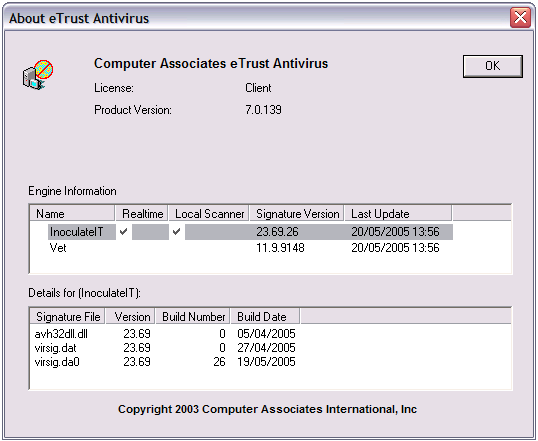 About eTrust Antivirus
Computer Associates eTrust Antivirus
OK
License: Client
Product Version: 7.0.139
Engine Information
Name Realtime Local Scanner Signature Version Last Update
InoculateIT ✓ ✓ 23.69.26 20/05/2005 13:56
Vet 11.9.9148 20/05/2005 13:56
Details for (InoculateIT):
Signature File Version Build Number Build Date
avh32dll.dll 23.69 0 05/04/2005
virsig.dat 23.69 0 27/04/2005
virsig.da0 23.69 26 19/05/2005
Copyright 2003 Computer Associates International, Inc